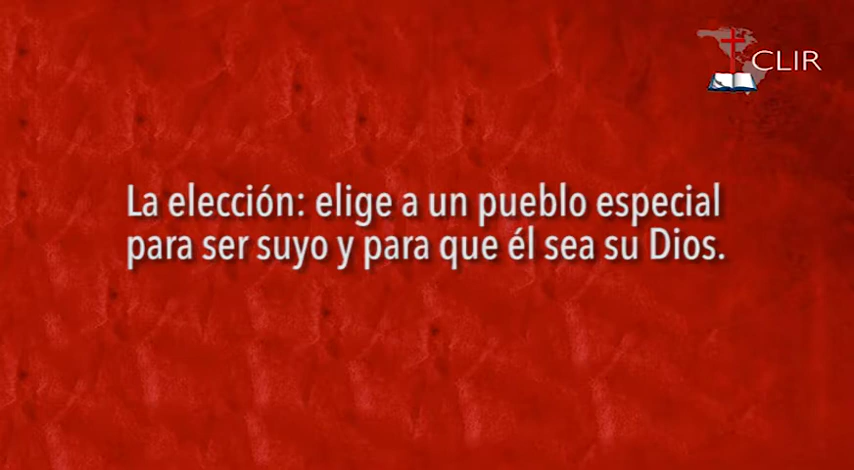 CLIR
La elección: elige a un pueblo especial
para ser suyo y para que él sea su Dios.